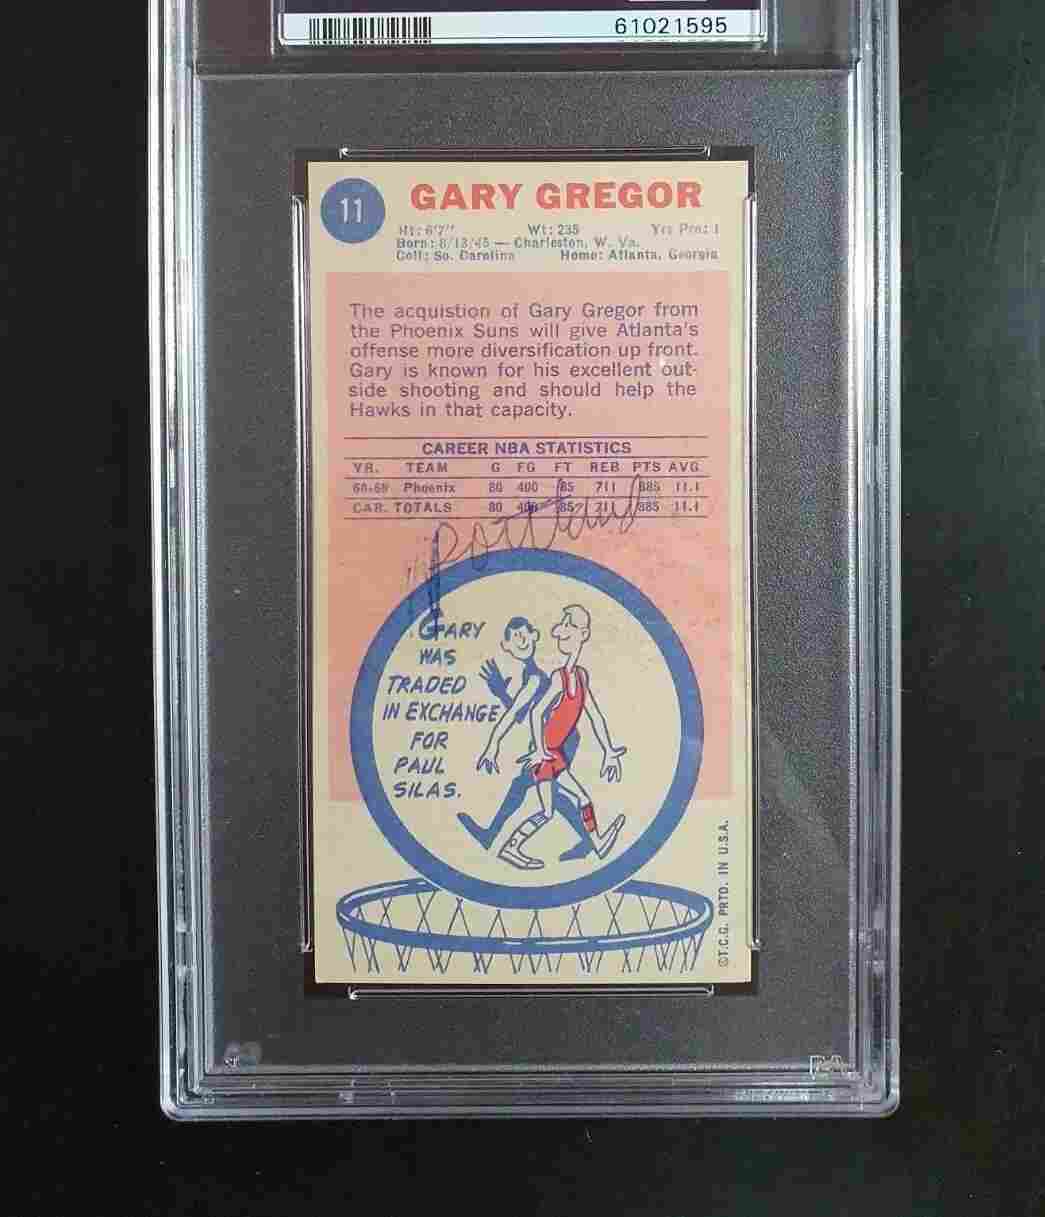 61021595
11
GARY GREGOR
Ht: 6'7" Wt: 235 Yrs Pro: 1
Born: 8/13/45 — Charleston, W. Va.
Coll: So. Carolina Home: Atlanta, Georgia
The acquistion of Gary Gregor from
the Phoenix Suns will give Atlanta's
offense more diversification up front.
Gary is known for his excellent out-
side shooting and should help the
Hawks in that capacity.
CAREER NBA STATISTICS
YR. TEAM G FG FT REB PTS AVG.
68-69 Phoenix 80 400 85 711 885 11.1
CAR. TOTALS 80 400 85 711 885 11.1
Portland
GARY
WAS
TRADED
IN EXCHANGE
FOR
PAUL
SILAS.
©T.C.G. PRTD. IN U.S.A.